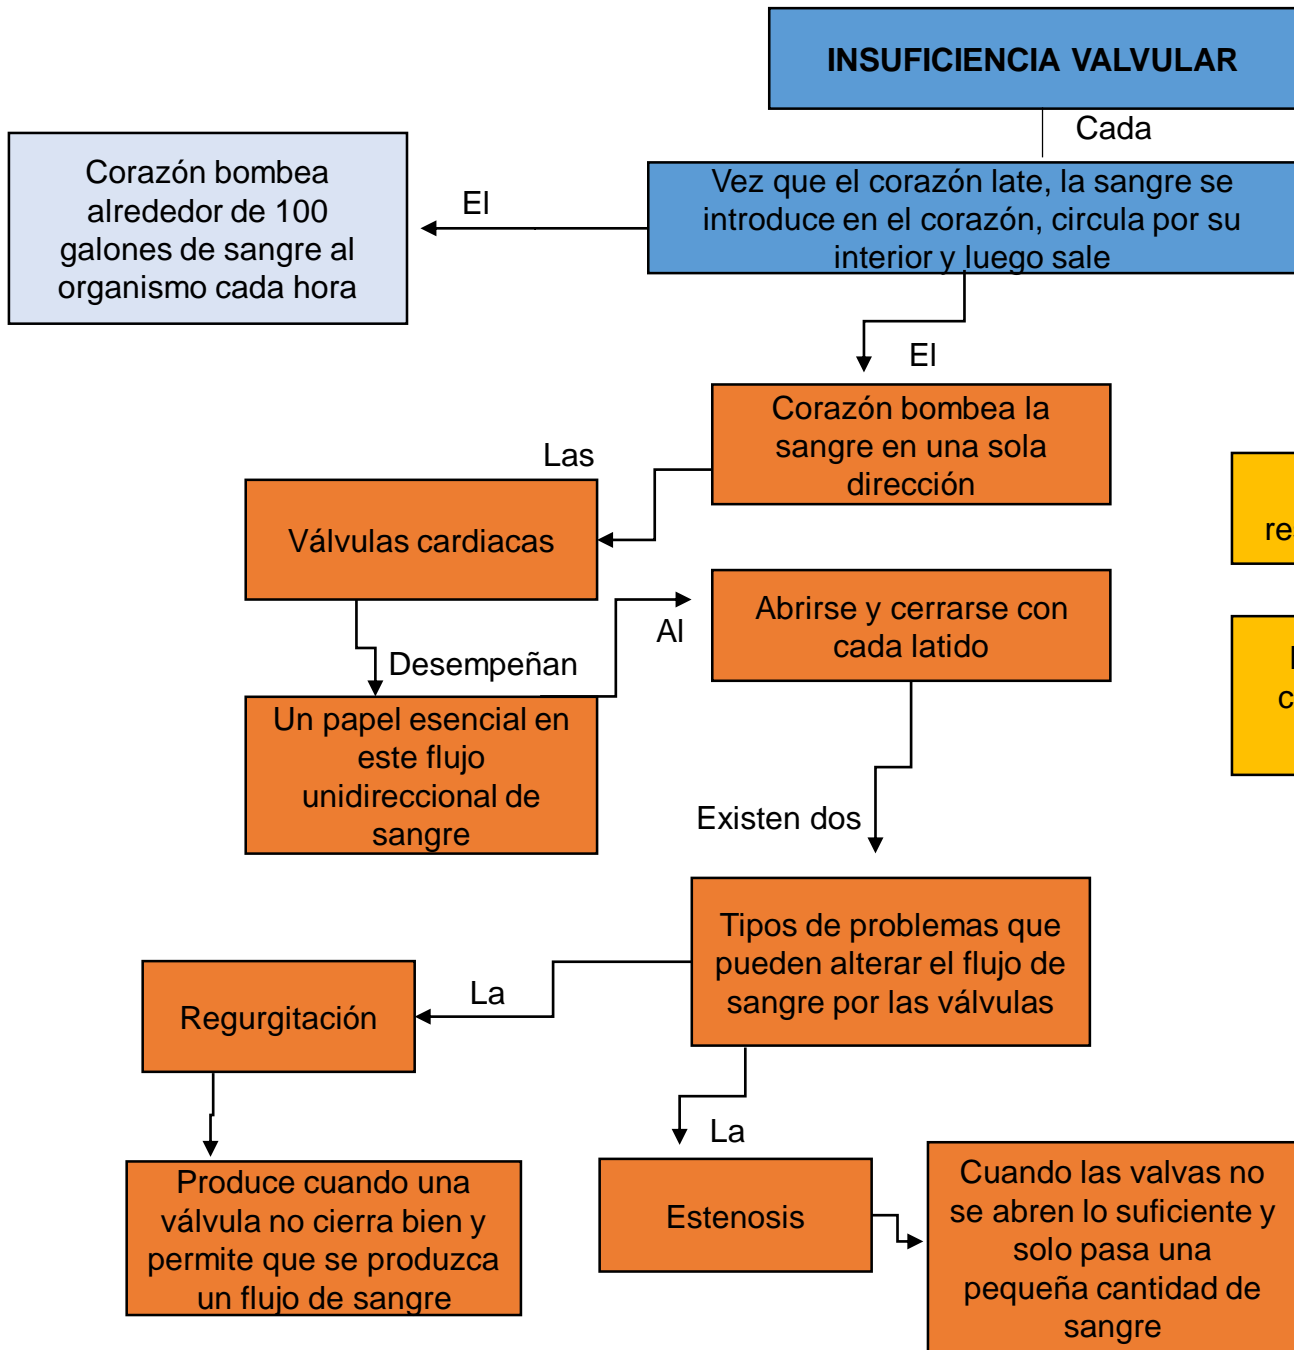 INSUFICIENCIA VALVULAR
Cada
Vez que el corazón late, la sangre se
introduce en el corazón, circula por su
interior y luego sale
El
Corazón bombea
alrededor de 100
galones de sangre al
organismo cada hora
El
Corazón bombea la
sangre en una sola
dirección
Las
Válvulas cardiacas
Desempeñan
Un papel esencial en
este flujo
unidireccional de
sangre
Al
Abrirse y cerrarse con
cada latido
Existen dos
Tipos de problemas que
pueden alterar el flujo de
sangre por las válvulas
La
Regurgitación
Produce cuando una
válvula no cierra bien y
permite que se produzca
un flujo de sangre
La
Estenosis
Cuando las valvas no
se abren lo suficiente y
solo pasa una
pequeña cantidad de
sangre